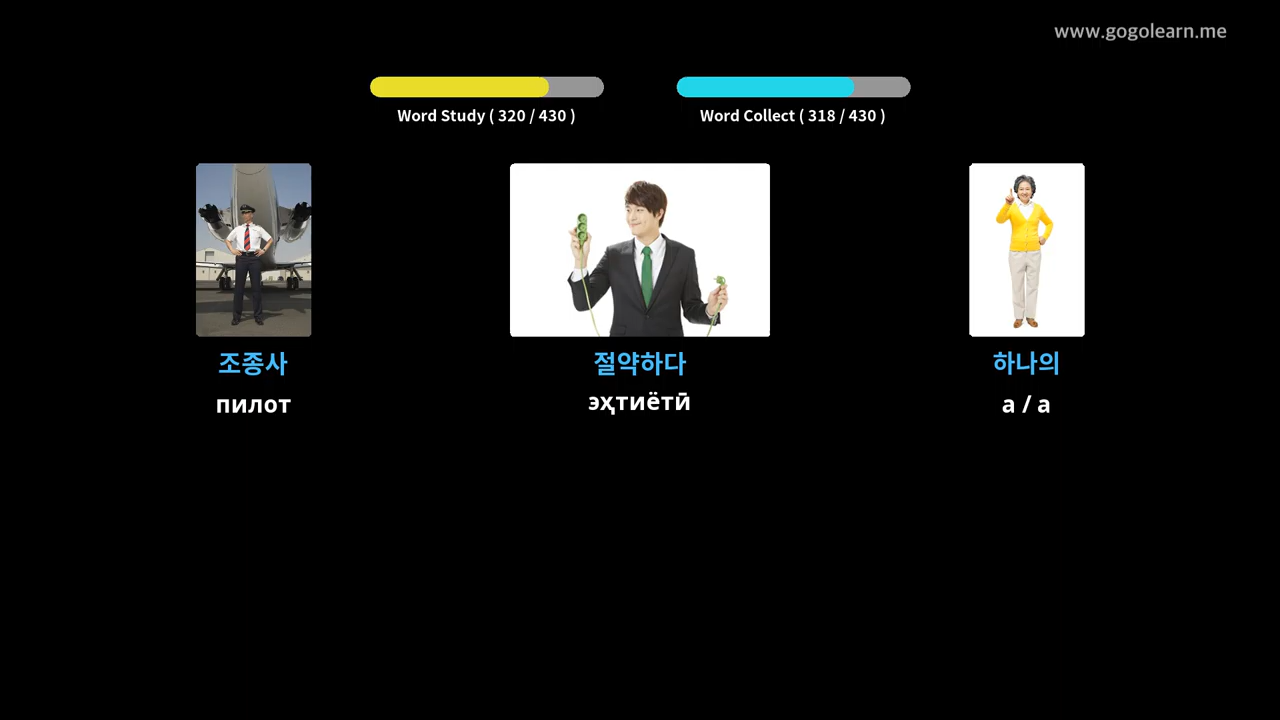 www.gogolearn.me
Word Study ( 320 / 430 )
Word Collect ( 318 / 430 )
조종사
절약하다
하나의
пилот
эҳтиётӣ
a / a